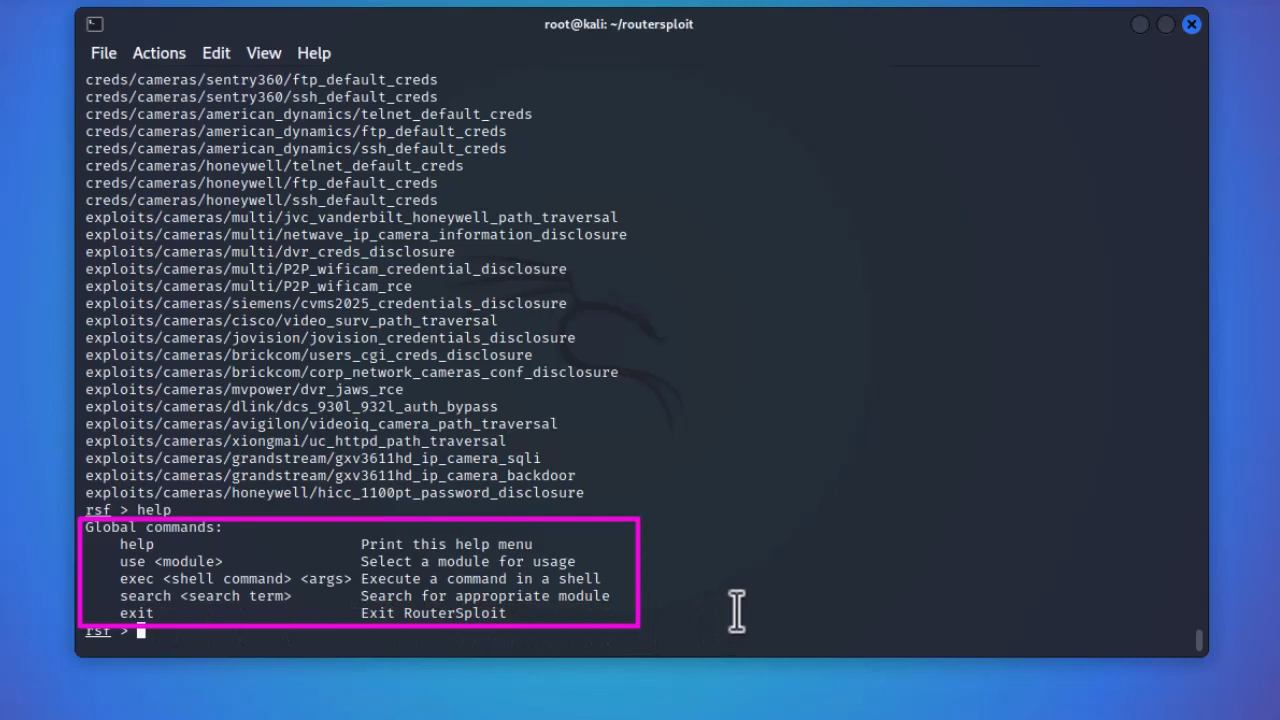 root@kali: ~/routersploit
File Actions Edit View Help
creds/cameras/sentry360/ftp_default_creds
creds/cameras/sentry360/ssh_default_creds
creds/cameras/american_dynamics/telnet_default_creds
creds/cameras/american_dynamics/ftp_default_creds
creds/cameras/american_dynamics/ssh_default_creds
creds/cameras/honeywell/telnet_default_creds
creds/cameras/honeywell/ftp_default_creds
creds/cameras/honeywell/ssh_default_creds
exploits/cameras/multi/jvc_vanderbilt_honeywell_path_traversal
exploits/cameras/multi/netwave_ip_camera_information_disclosure
exploits/cameras/multi/dvr_creds_disclosure
exploits/cameras/multi/P2P_wificam_credential_disclosure
exploits/cameras/multi/P2P_wificam_rce
exploits/cameras/siemens/cvms2025_credentials_disclosure
exploits/cameras/cisco/video_surv_path_traversal
exploits/cameras/jovision/jovision_credentials_disclosure
exploits/cameras/brickcom/users_cgi_creds_disclosure
exploits/cameras/brickcom/corp_network_cameras_conf_disclosure
exploits/cameras/mvpower/dvr_jaws_rce
exploits/cameras/dlink/dcs_930l_932l_auth_bypass
exploits/cameras/avigilon/videoiq_camera_path_traversal
exploits/cameras/xiongmai/uc_httpd_path_traversal
exploits/cameras/grandstream/gxv3611hd_ip_camera_sqli
exploits/cameras/grandstream/gxv3611hd_ip_camera_backdoor
exploits/cameras/honeywell/hicc_1100pt_password_disclosure
rsf > help
Global commands:
help Print this help menu
use <module> Select a module for usage
exec <shell command> <args> Execute a command in a shell
search <search term> Search for appropriate module
exit Exit RouterSploit
rsf >